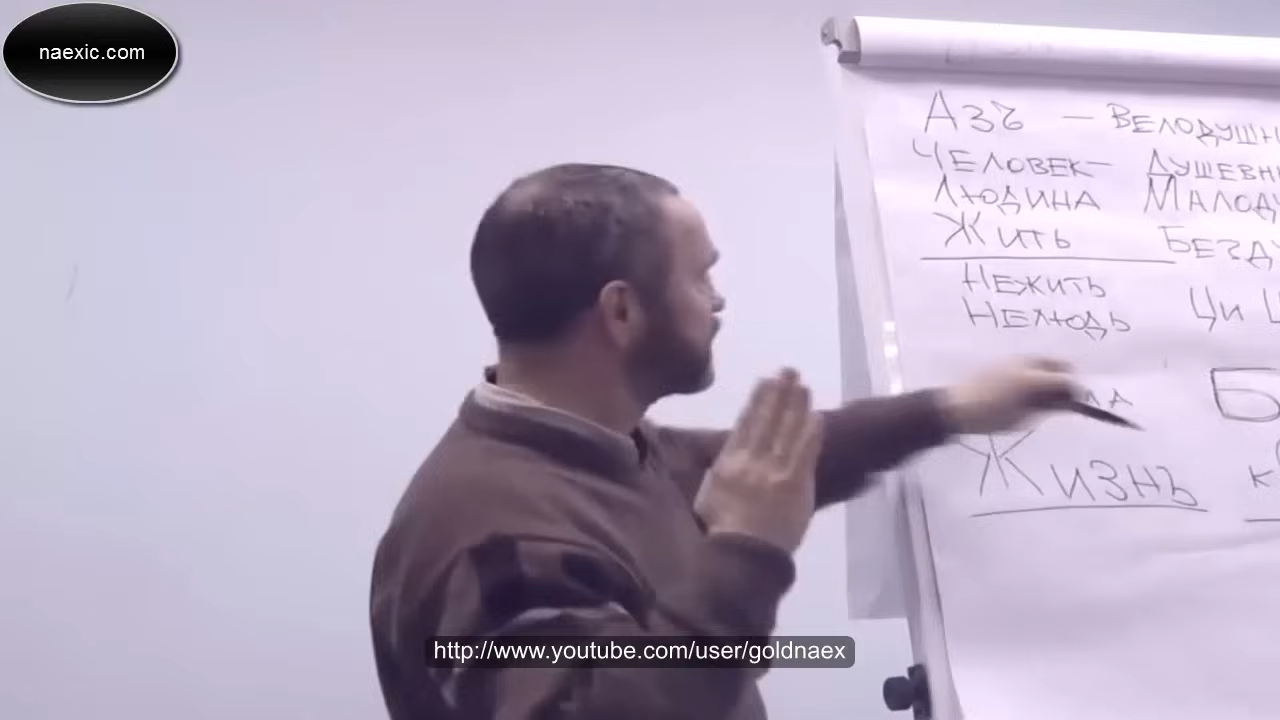 naexic.com
Азъ — Велодушн
Человек — Душевн
Людина Малоду
Жить Безд
Нежить
Нелюдь Ци
Б
Жизнь к
http://www.youtube.com/user/goldnaex